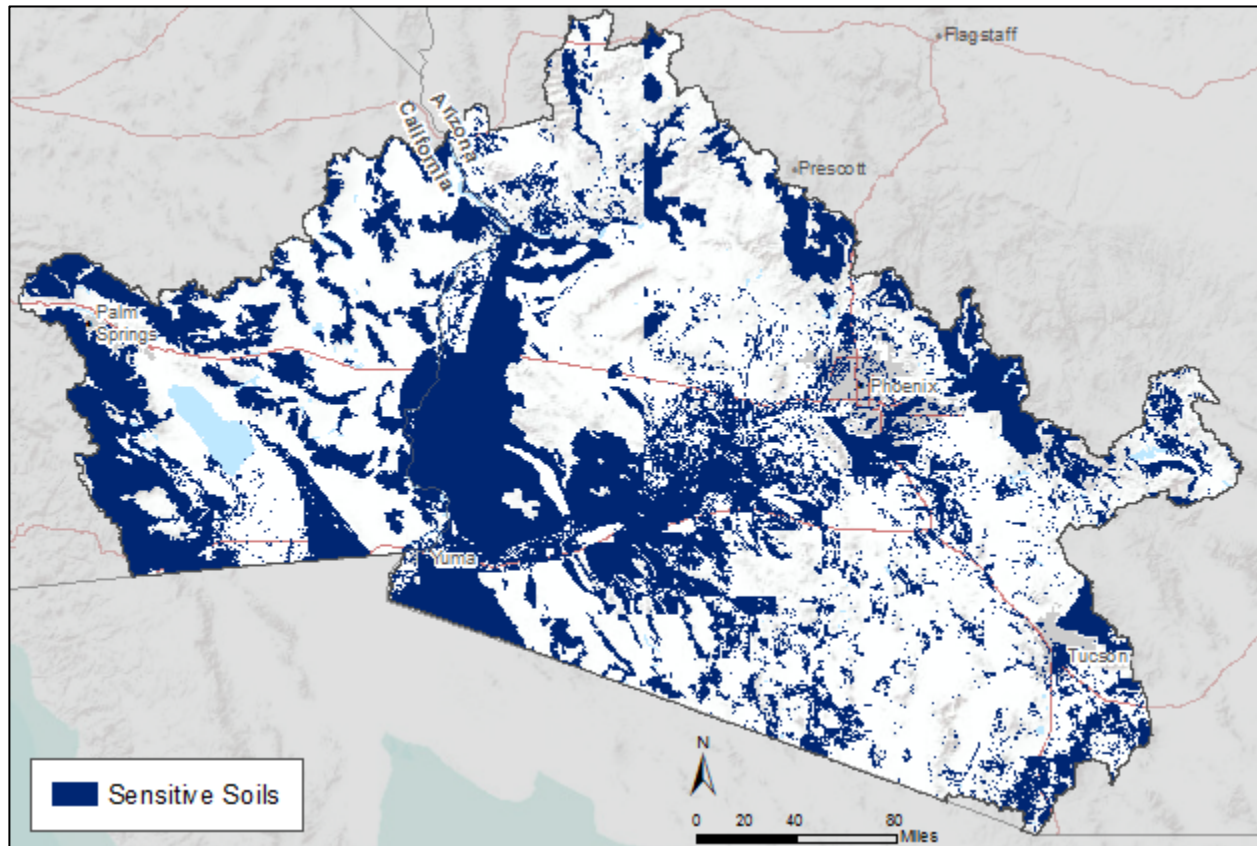 Flagstaff
Arizona
California
Prescott
Palm
Springs
Phoenix
Yuma
Tucson
Sensitive Soils
N
0 20 40 80
Miles